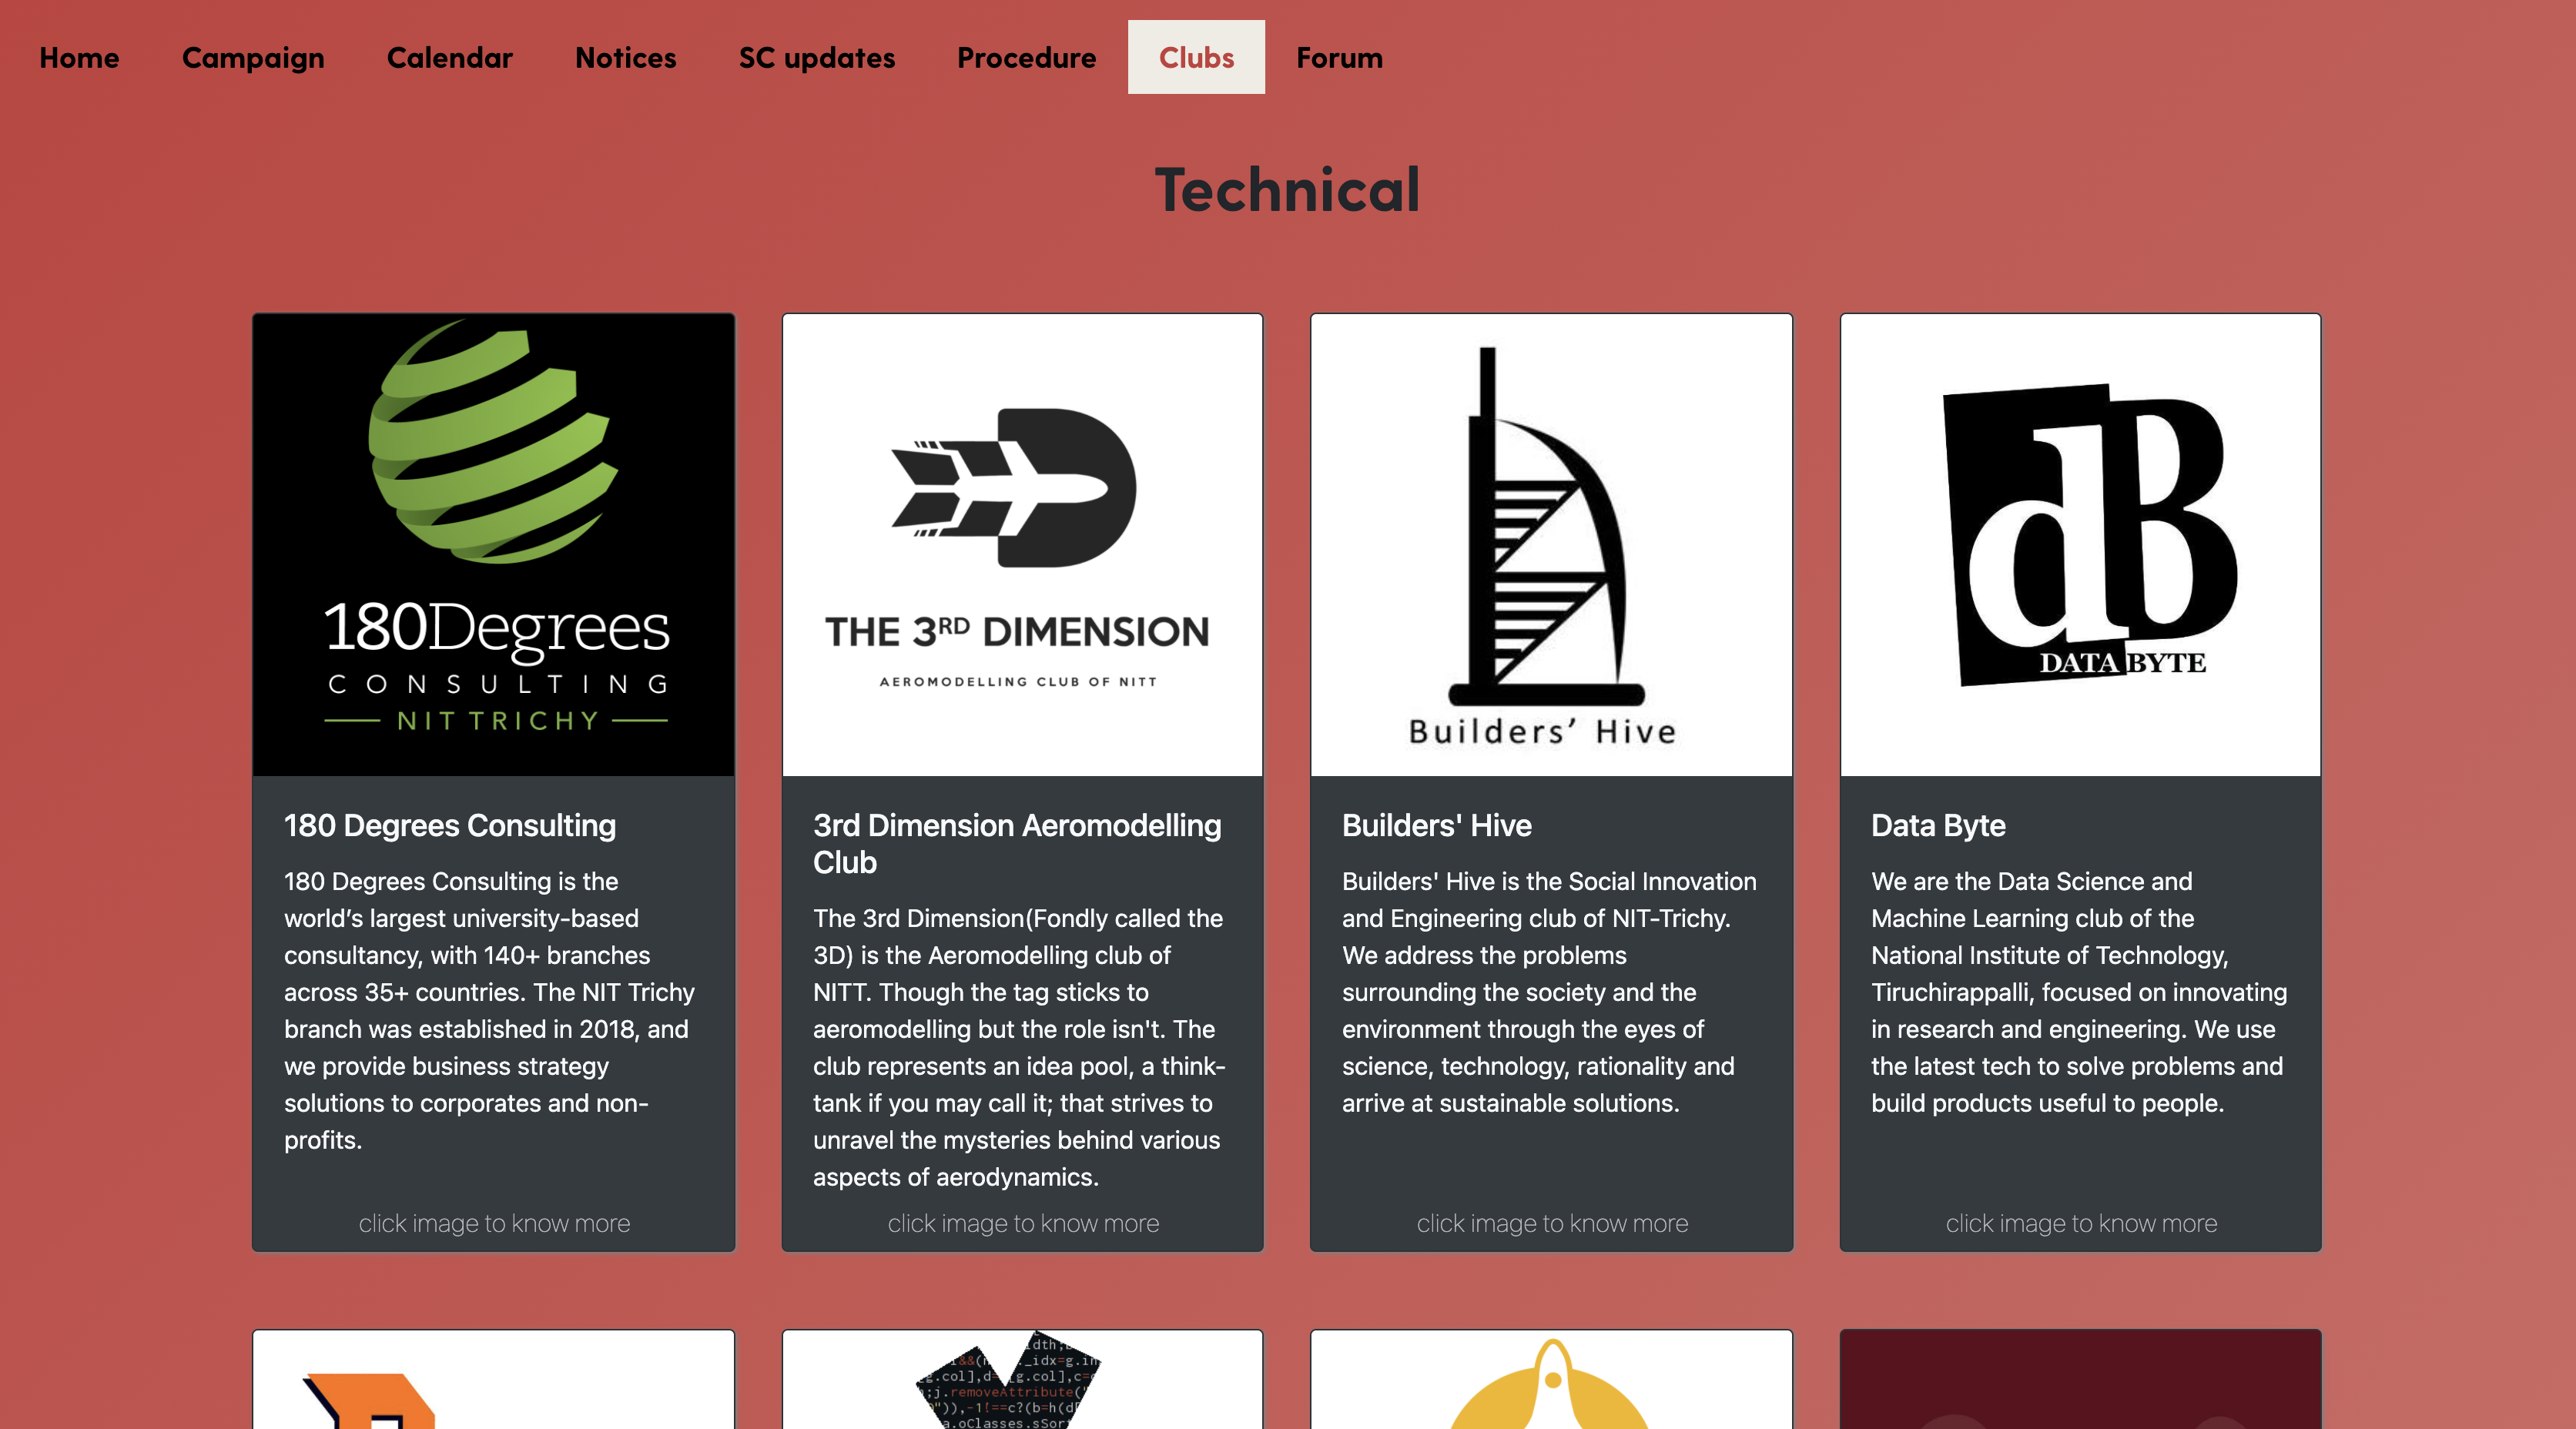 Home Campaign Calendar Notices SC updates Procedure Clubs Forum
Technical
180Degrees
CONSULTING
NIT TRICHY
THE 3RD DIMENSION
AEROMODELLING CLUB OF NITT
Builders’ Hive
dB
DATA BYTE
180 Degrees Consulting
180 Degrees Consulting is the
world’s largest university-based
consultancy, with 140+ branches
across 35+ countries. The NIT Trichy
branch was established in 2018, and
we provide business strategy
solutions to corporates and non-
profits.
click image to know more
3rd Dimension Aeromodelling
Club
The 3rd Dimension(Fondly called the
3D) is the Aeromodelling club of
NITT. Though the tag sticks to
aeromodelling but the role isn't. The
club represents an idea pool, a think-
tank if you may call it; that strives to
unravel the mysteries behind various
aspects of aerodynamics.
click image to know more
Builders' Hive
Builders' Hive is the Social Innovation
and Engineering club of NIT-Trichy.
We address the problems
surrounding the society and the
environment through the eyes of
science, technology, rationality and
arrive at sustainable solutions.
click image to know more
Data Byte
We are the Data Science and
Machine Learning club of the
National Institute of Technology,
Tiruchirappalli, focused on innovating
in research and engineering. We use
the latest tech to solve problems and
build products useful to people.
click image to know more
._idx=g.in
g.col],d= [g.col],c=
;j.removeAttribute(
")),-1!==c?(b=h(d
a.oClasses.sSor